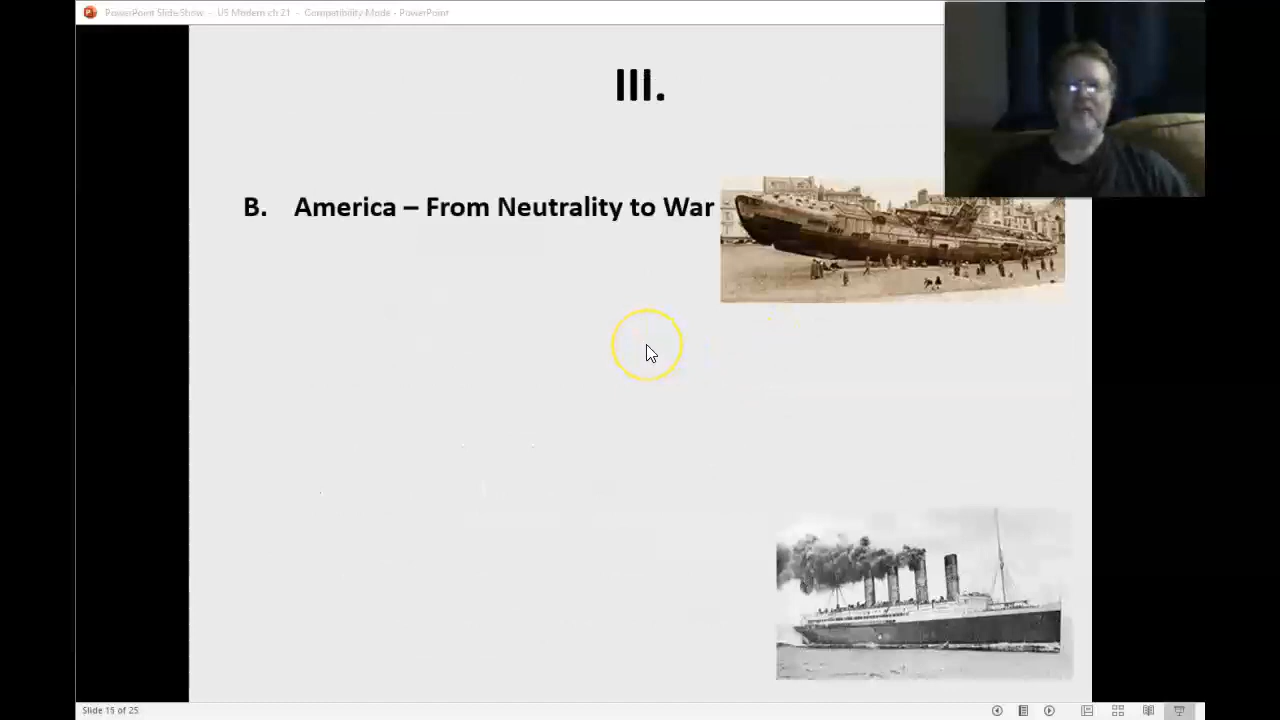 PowerPoint Slide Show - US Modern ch 21 - Compatibility Mode - PowerPoint
III.
B. America – From Neutrality to War
Slide 15 of 25